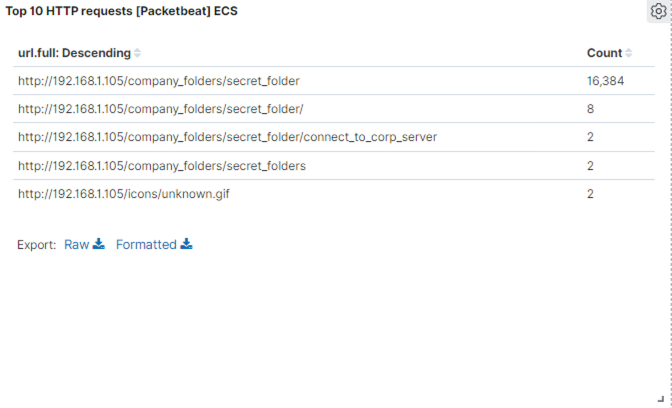 Top 10 HTTP requests [Packetbeat] ECS
url.full: Descending Count
http://192.168.1.105/company_folders/secret_folder 16,384
http://192.168.1.105/company_folders/secret_folder/ 8
http://192.168.1.105/company_folders/secret_folder/connect_to_corp_server 2
http://192.168.1.105/company_folders/secret_folders 2
http://192.168.1.105/icons/unknown.gif 2
Export: Raw Formatted